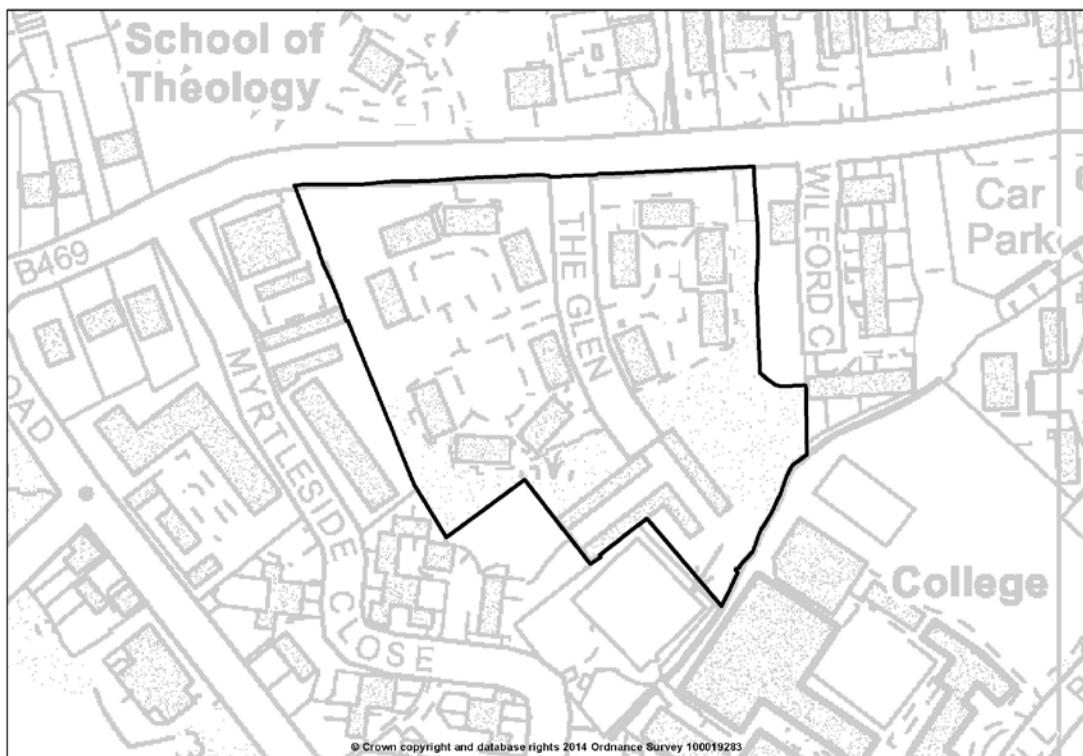 School of
Theology
B469
THE GLEN
WILFORD C
Car
Park
MYRTLESIDE CLOSE
OAD
College
© Crown copyright and database rights 2014 Ordnance Survey 100019283